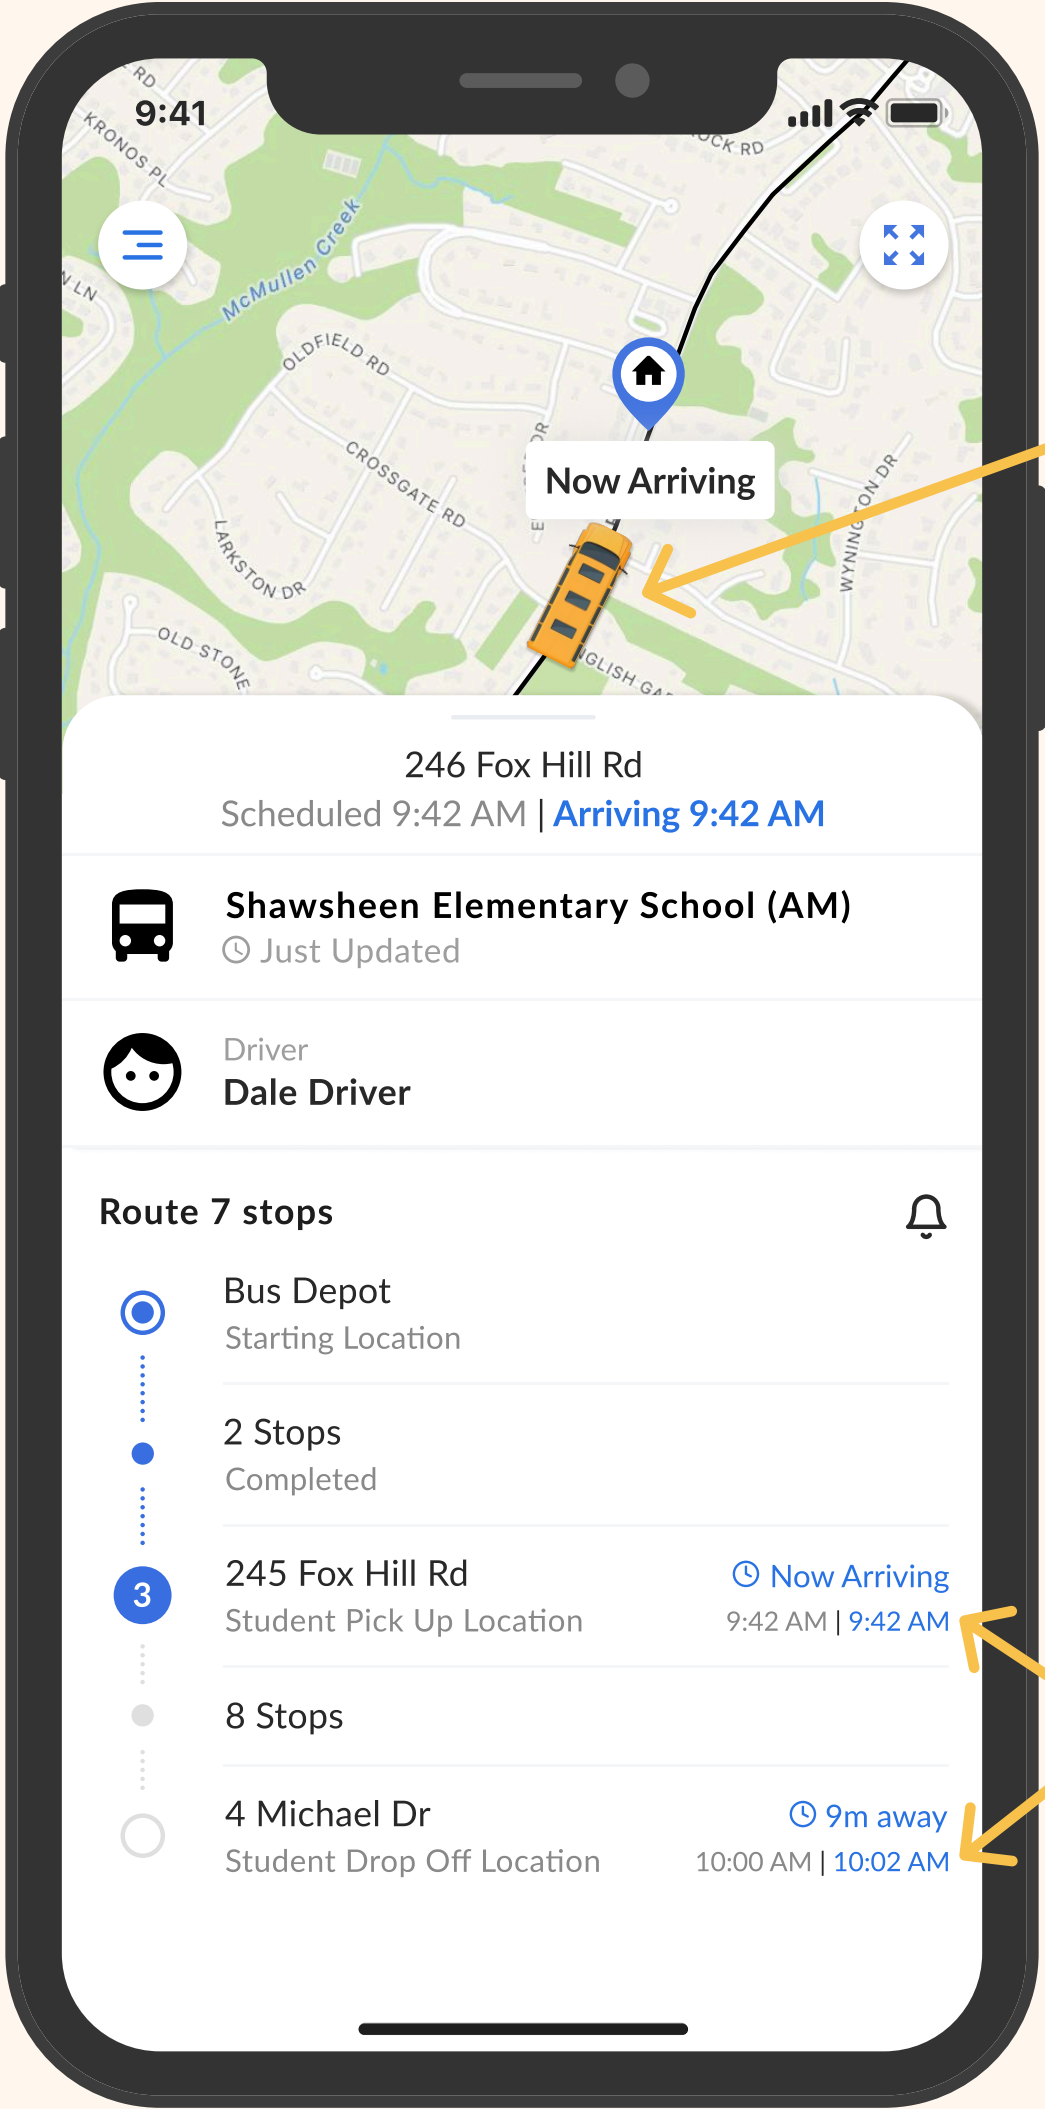 RD
9:41
KRONOS PL
OCK RD
McMullen Creek
N LN
OLDFIELD RD
CROSSGATE RD
Now Arriving
WYNINGTON DR
LARKSTON DR
OLD STONE
NGLISH GA
246 Fox Hill Rd
Scheduled 9:42 AM | Arriving 9:42 AM
Shawsheen Elementary School (AM)
Just Updated
Driver
Dale Driver
Route 7 stops
Bus Depot
Starting Location
2 Stops
Completed
245 Fox Hill Rd
Now Arriving
3
Student Pick Up Location
9:42 AM | 9:42 AM
8 Stops
4 Michael Dr
9m away
Student Drop Off Location
10:00 AM | 10:02 AM